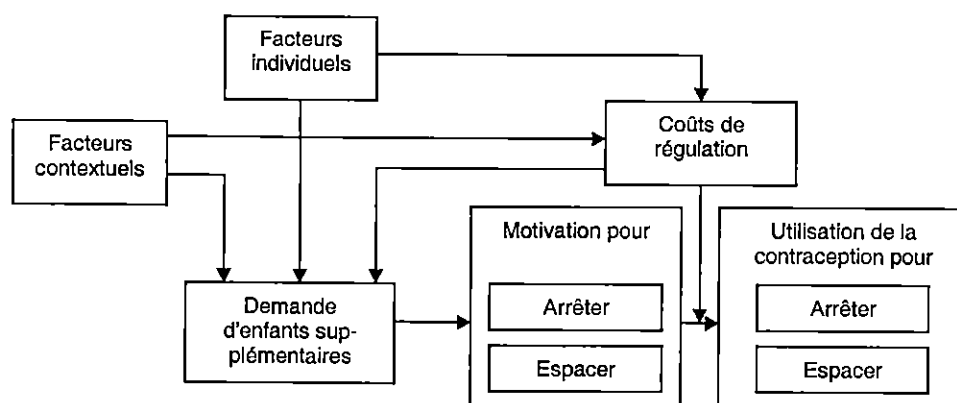 Facteurs
individuels
Facteurs
contextuels
Coûts de
régulation
Motivation pour
Arrêter
Espacer
Utilisation de la
contraception pour
Arrêter
Espacer
Demande
d'enfants sup-
plémentaires